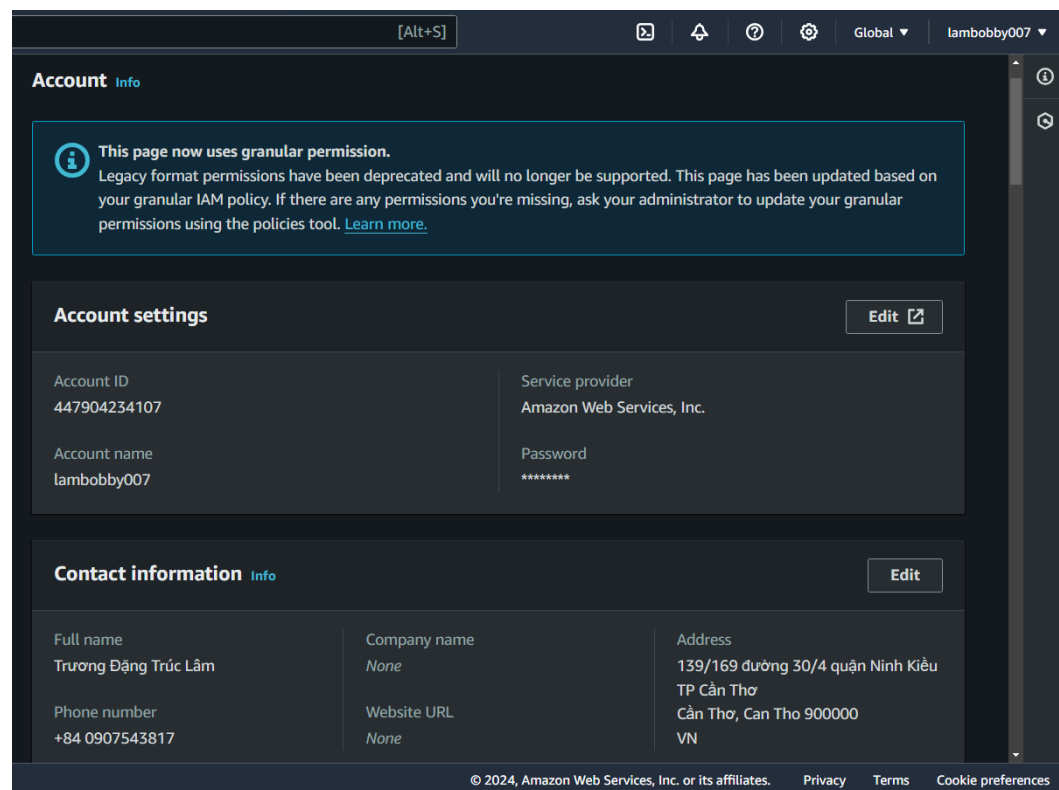 [Alt+S]
Global ▼
lambobby007 ▼
Account Info
This page now uses granular permission.
Legacy format permissions have been deprecated and will no longer be supported. This page has been updated based on
your granular IAM policy. If there are any permissions you're missing, ask your administrator to update your granular
permissions using the policies tool. Learn more.
Account settings
Edit
Account ID
447904234107
Service provider
Amazon Web Services, Inc.
Account name
lambobby007
Password
********
Contact information Info
Edit
Full name
Trương Đặng Trúc Lâm
Company name
None
Address
139/169 đường 30/4 quận Ninh Kiều
TP Cần Thơ
Cần Thơ, Can Tho 900000
VN
Phone number
+84 0907543817
Website URL
None
© 2024, Amazon Web Services, Inc. or its affiliates.
Privacy
Terms
Cookie preferences